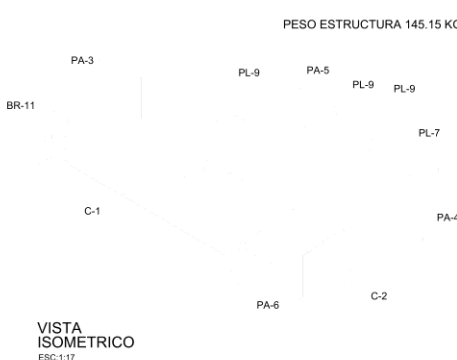 PESO ESTRUCTURA 145.15 KG
PA-3
PL-9
PA-5
PL-9
PL-9
BR-11
PL-7
C-1
PA-4
C-2
PA-6
VISTA
ISOMETRICO
ESC:1:17